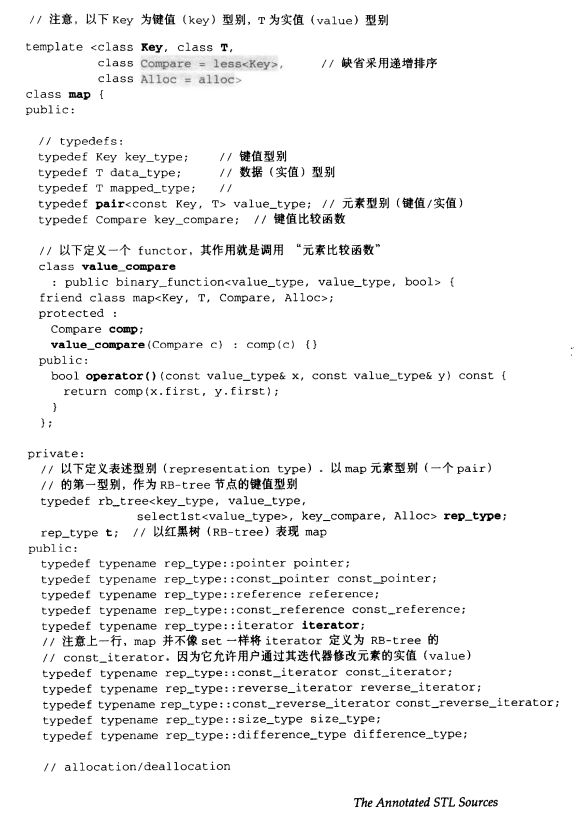 // 注意，以下 Key 为键值（key）型别，T 为实值（value）型别
template <class Key, class T,
class Compare = less<Key>, // 缺省采用递增排序
class Alloc = alloc>
class map {
public:
// typedefs:
typedef Key key_type; // 键值型别
typedef T data_type; // 数据（实值）型别
typedef T mapped_type; //
typedef pair<const Key, T> value_type; // 元素型别（键值/实值）
typedef Compare key_compare; // 键值比较函数
// 以下定义一个 functor，其作用就是调用 “元素比较函数”
class value_compare
: public binary_function<value_type, value_type, bool> {
friend class map<Key, T, Compare, Alloc>;
protected :
Compare comp;
value_compare(Compare c) : comp(c) {}
public:
bool operator()(const value_type& x, const value_type& y) const {
return comp(x.first, y.first);
}
};
private:
// 以下定义表述型别（representation type）. 以 map 元素型别（一个 pair）
// 的第一型别，作为 RB-tree 节点的键值型别
typedef rb_tree<key_type, value_type,
select1st<value_type>, key_compare, Alloc> rep_type;
rep_type t; // 以红黑树（RB-tree）表现 map
public:
typedef typename rep_type::pointer pointer;
typedef typename rep_type::const_pointer const_pointer;
typedef typename rep_type::reference reference;
typedef typename rep_type::const_reference const_reference;
typedef typename rep_type::iterator iterator;
// 注意上一行，map 并不像 set 一样将 iterator 定义为 RB-tree 的
// const_iterator. 因为它允许用户通过其迭代器修改元素的实值（value）
typedef typename rep_type::const_iterator const_iterator;
typedef typename rep_type::reverse_iterator reverse_iterator;
typedef typename rep_type::const_reverse_iterator const_reverse_iterator;
typedef typename rep_type::size_type size_type;
typedef typename rep_type::difference_type difference_type;
// allocation/deallocation
The Annotated STL Sources